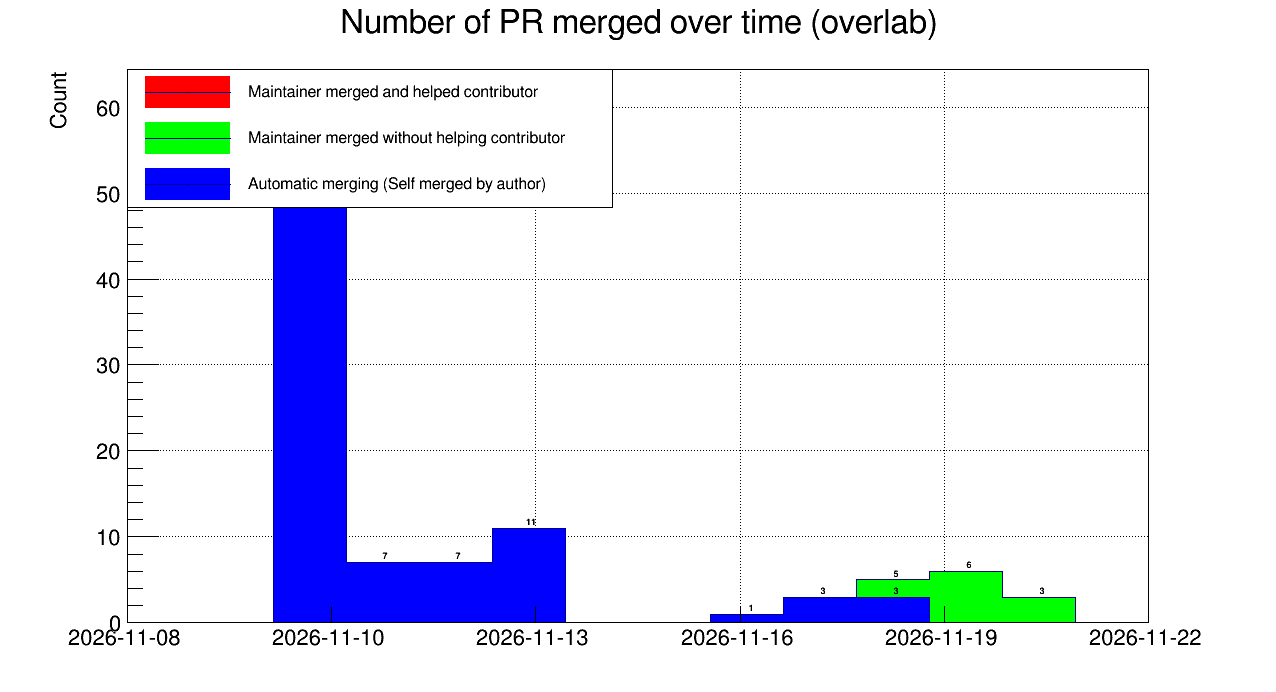 Number of PR merged over time (overlab)
Count
Maintainer merged and helped contributor
Maintainer merged without helping contributor
Automatic merging (Self merged by author)
60
50
40
30
20
10
0
11
7 7
6
5
3 3 3
1
2026-11-08 2026-11-10 2026-11-13 2026-11-16 2026-11-19 2026-11-22